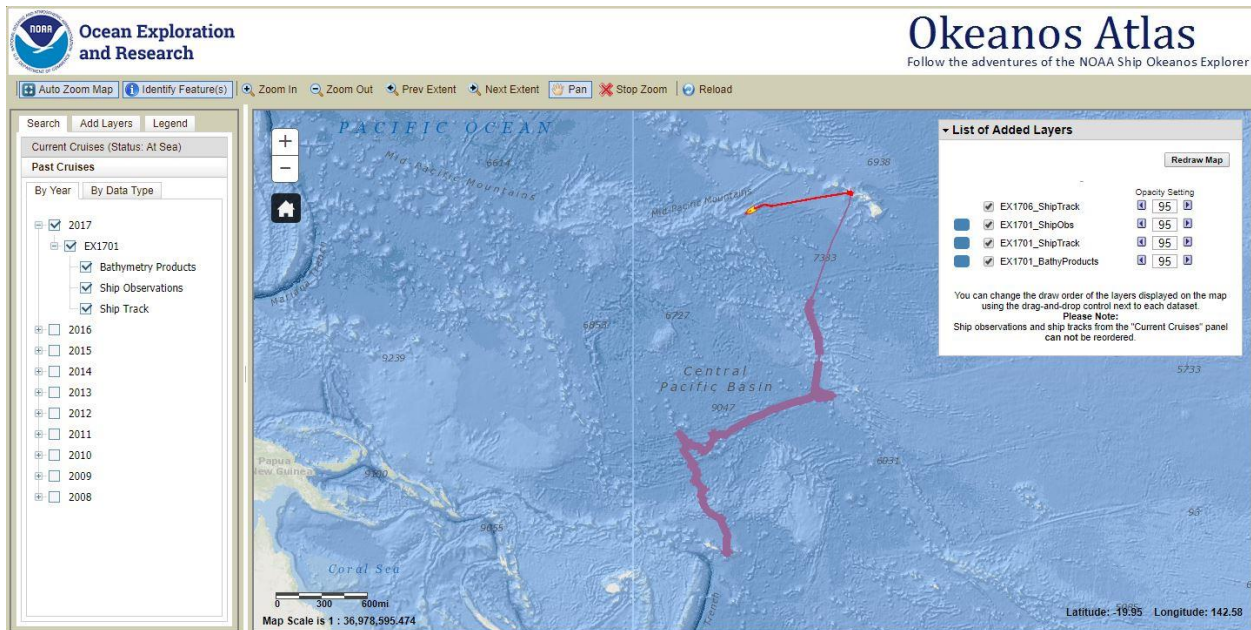 NOAA
Ocean Exploration
and Research
Okeanos Atlas
Follow the adventures of the NOAA Ship Okeanos Explorer
Auto Zoom Map Identify Feature(s) Zoom In Zoom Out Prev Extent Next Extent Pan Stop Zoom Reload
Search Add Layers Legend
Current Cruises (Status: At Sea)
Past Cruises
By Year By Data Type
2017
EX1701
Bathymetry Products
Ship Observations
Ship Track
2016
2015
2014
2013
2012
2011
2010
2009
2008
+
−
PACIFIC OCEAN
Mid-Pacific Mountains
6614
6938
Mid-Pacific Mountains
7333
6727
6853
9239
Central
Pacific Basin
9047
5733
6031
Papua
New Guinea
9655
Coral Sea
Trench
0 300 600mi
Map Scale is 1 : 36,978,595.474
Latitude: -19.95 Longitude: 142.58
List of Added Layers
Redraw Map
Opacity Setting
EX1706_ShipTrack 95
EX1701_ShipObs 95
EX1701_ShipTrack 95
EX1701_BathyProducts 95
You can change the draw order of the layers displayed on the map
using the drag-and-drop control next to each dataset.
Please Note:
Ship observations and ship tracks from the "Current Cruises" panel
can not be reordered.